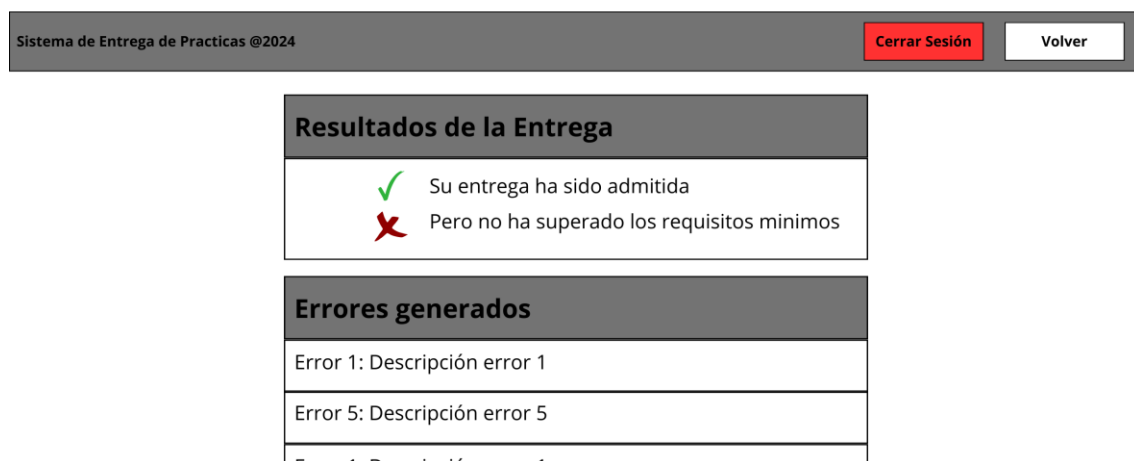 Sistema de Entrega de Practicas @2024
Cerrar Sesión
Volver
Resultados de la Entrega
Su entrega ha sido admitida
Pero no ha superado los requisitos minimos
Errores generados
Error 1: Descripción error 1
Error 5: Descripción error 5